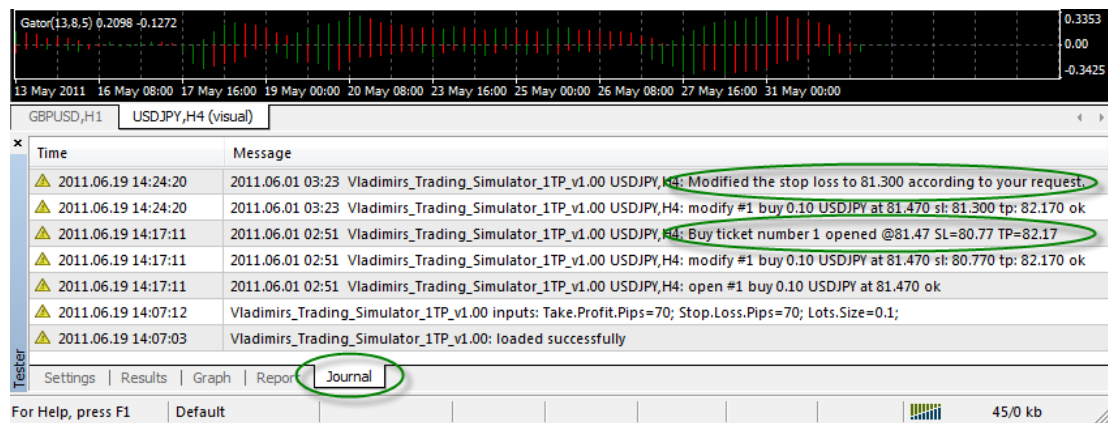 Gator(13,8,5) 0.2098 -0.1272
0.3353
0.00
-0.3425
13 May 2011 16 May 08:00 17 May 16:00 19 May 00:00 20 May 08:00 23 May 16:00 25 May 00:00 26 May 08:00 27 May 16:00 31 May 00:00
GBPUSD,H1 USDJPY,H4 (visual)
Time Message
2011.06.19 14:24:20 2011.06.01 03:23 Vladimirs_Trading_Simulator_1TP_v1.00 USDJPY,H4: Modified the stop loss to 81.300 according to your request.
2011.06.19 14:24:20 2011.06.01 03:23 Vladimirs_Trading_Simulator_1TP_v1.00 USDJPY,H4: modify #1 buy 0.10 USDJPY at 81.470 sl: 81.300 tp: 82.170 ok
2011.06.19 14:17:11 2011.06.01 02:51 Vladimirs_Trading_Simulator_1TP_v1.00 USDJPY,H4: Buy ticket number 1 opened @81.47 SL=80.77 TP=82.17
2011.06.19 14:17:11 2011.06.01 02:51 Vladimirs_Trading_Simulator_1TP_v1.00 USDJPY,H4: modify #1 buy 0.10 USDJPY at 81.470 sl: 80.770 tp: 82.170 ok
2011.06.19 14:17:11 2011.06.01 02:51 Vladimirs_Trading_Simulator_1TP_v1.00 USDJPY,H4: open #1 buy 0.10 USDJPY at 81.470 ok
2011.06.19 14:07:12 Vladimirs_Trading_Simulator_1TP_v1.00 inputs: Take.Profit.Pips=70; Stop.Loss.Pips=70; Lots.Size=0.1;
2011.06.19 14:07:03 Vladimirs_Trading_Simulator_1TP_v1.00: loaded successfully
Tester
Settings | Results | Graph | Report Journal
For Help, press F1 Default 45/0 kb